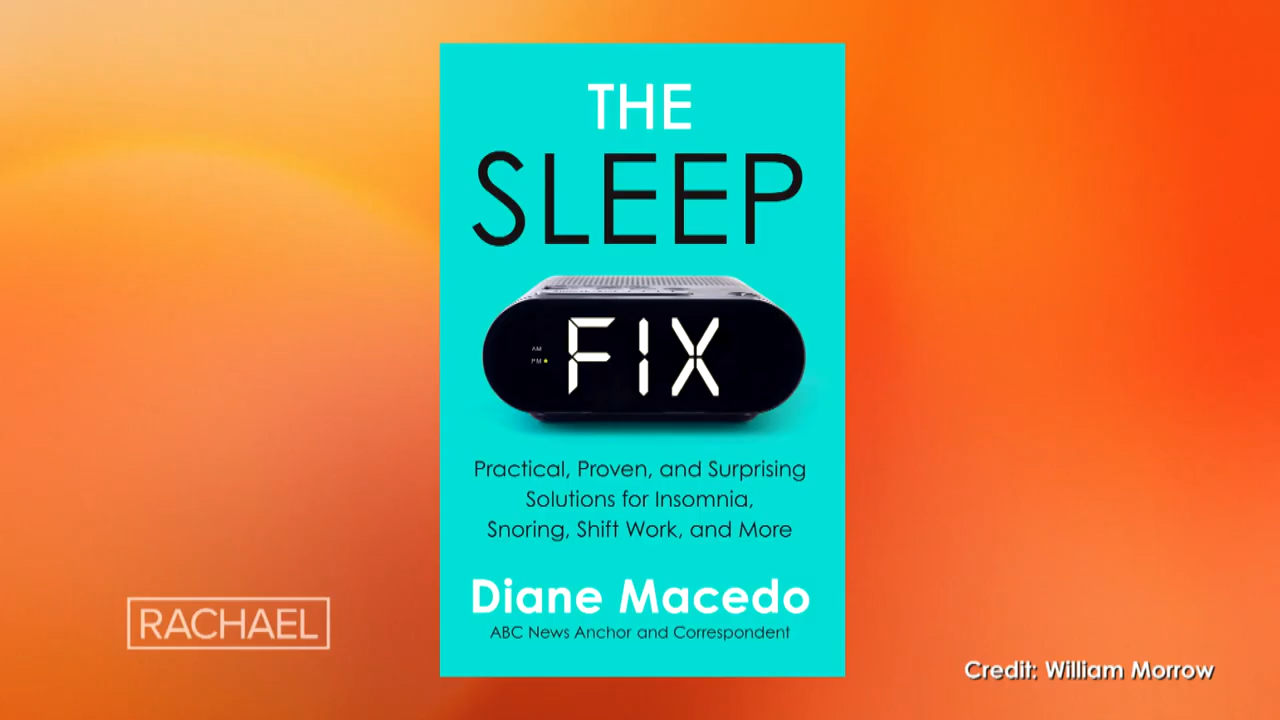 THE
SLEEP
FIX
AM
PM
Practical, Proven, and Surprising
Solutions for Insomnia,
Snoring, Shift Work, and More
Diane Macedo
ABC News Anchor and Correspondent
RACHAEL
Credit: William Morrow